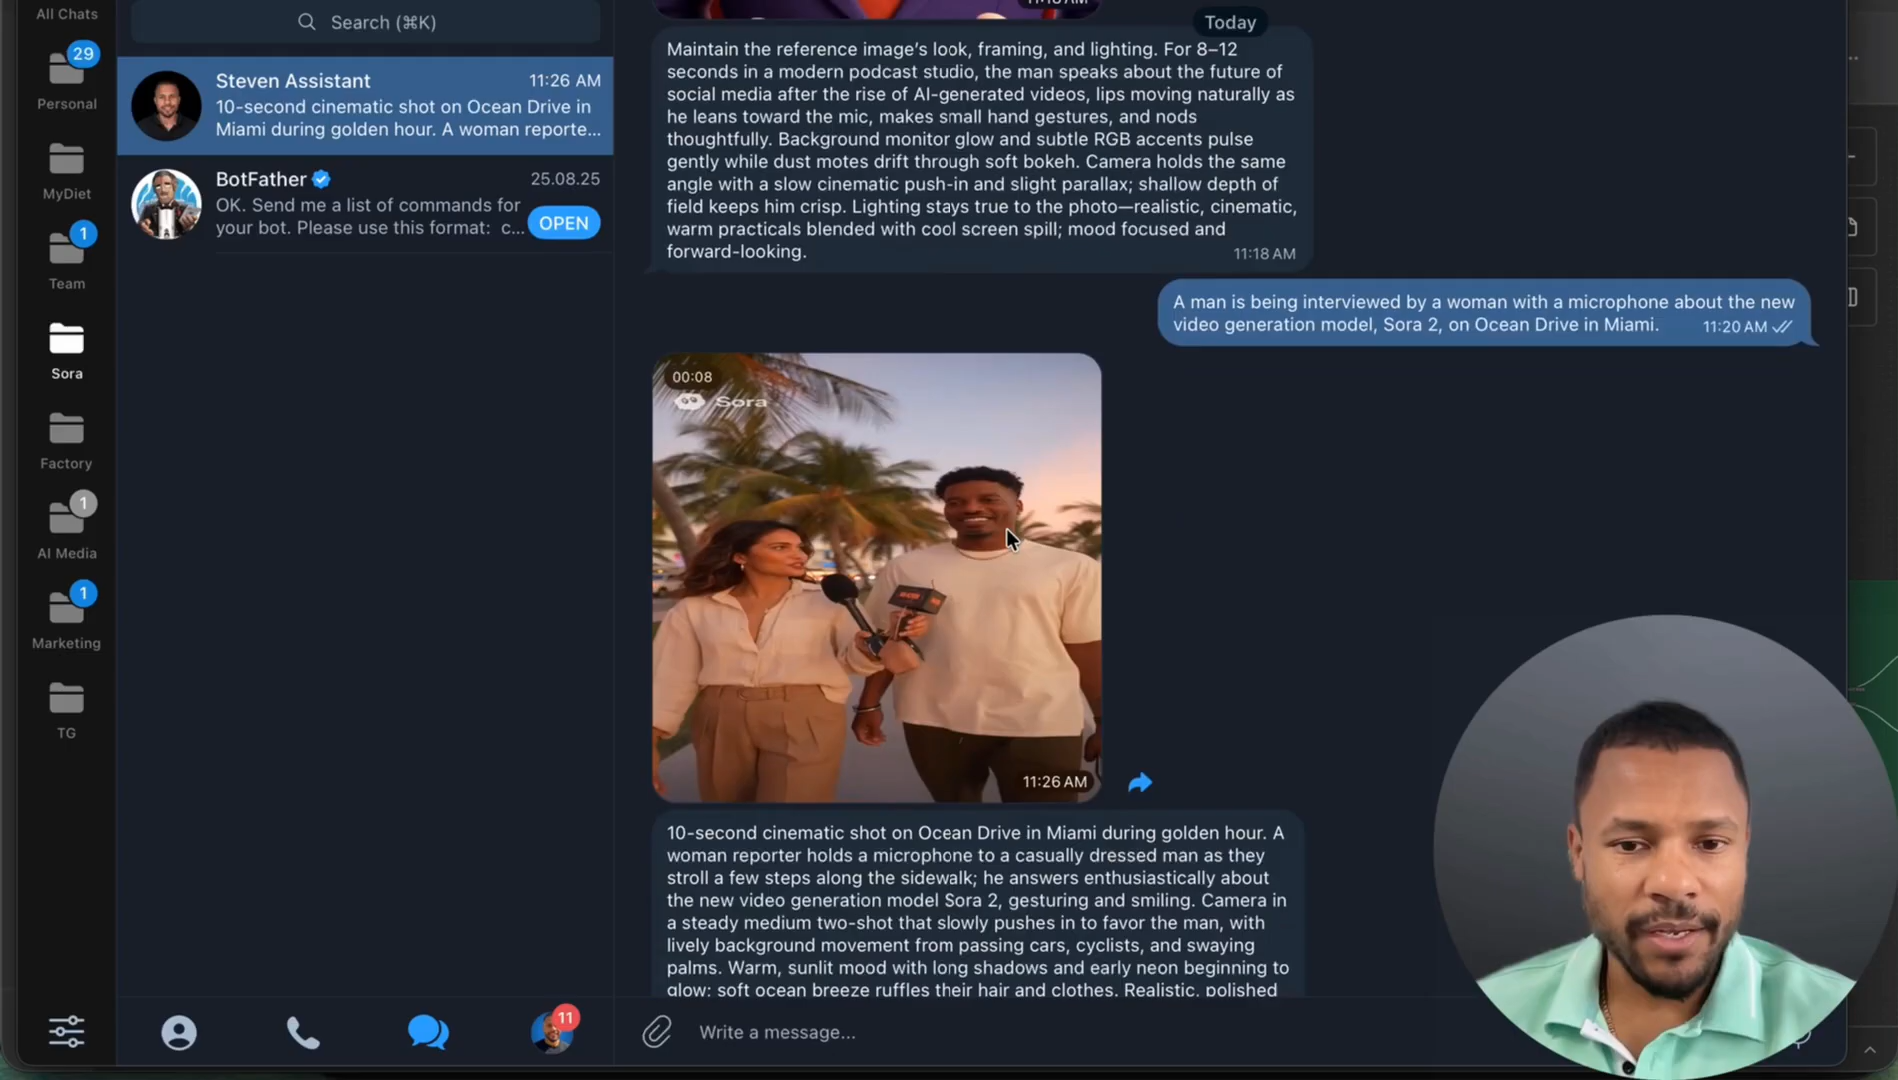 All Chats
29
Personal
MyDiet
1
Team
Sora
Factory
1
AI Media
1
Marketing
TG
Search (⌘K)
Steven Assistant
11:26 AM
10-second cinematic shot on Ocean Drive in
Miami during golden hour. A woman reporte...
BotFather
25.08.25
OK. Send me a list of commands for
your bot. Please use this format: c...
OPEN
11
Today
Maintain the reference image's look, framing, and lighting. For 8–12
seconds in a modern podcast studio, the man speaks about the future of
social media after the rise of AI-generated videos, lips moving naturally as
he leans toward the mic, makes small hand gestures, and nods
thoughtfully. Background monitor glow and subtle RGB accents pulse
gently while dust motes drift through soft bokeh. Camera holds the same
angle with a slow cinematic push-in and slight parallax; shallow depth of
field keeps him crisp. Lighting stays true to the photo—realistic, cinematic,
warm practicals blended with cool screen spill; mood focused and
forward-looking.
11:18 AM
A man is being interviewed by a woman with a microphone about the new
video generation model, Sora 2, on Ocean Drive in Miami.
11:20 AM
00:08
Sora
11:26 AM
10-second cinematic shot on Ocean Drive in Miami during golden hour. A
woman reporter holds a microphone to a casually dressed man as they
stroll a few steps along the sidewalk; he answers enthusiastically about
the new video generation model Sora 2, gesturing and smiling. Camera in
a steady medium two-shot that slowly pushes in to favor the man, with
lively background movement from passing cars, cyclists, and swaying
palms. Warm, sunlit mood with long shadows and early neon beginning to
glow; soft ocean breeze ruffles their hair and clothes. Realistic, polished
Write a message...